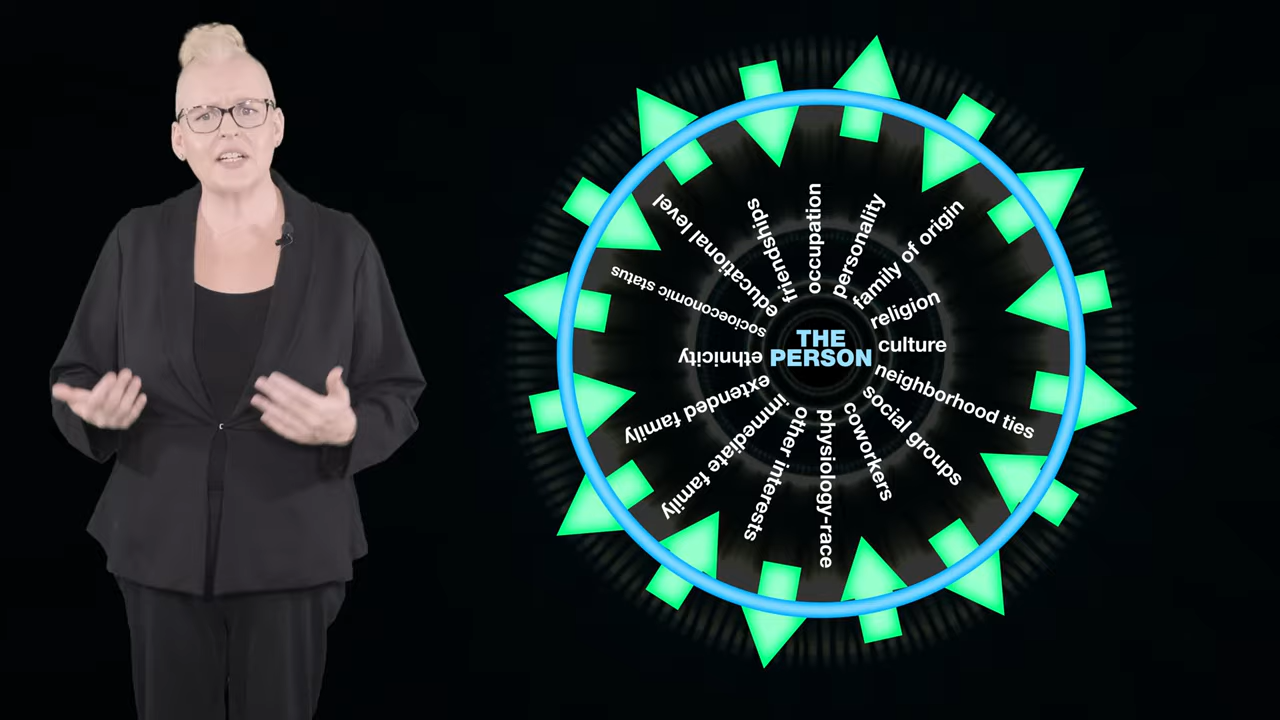 THE
PERSON
occupation
personality
family of origin
religion
culture
neighborhood ties
social groups
coworkers
physiology-race
other interests
immediate family
extended family
ethnicity
socioeconomic status
educational level
friendships